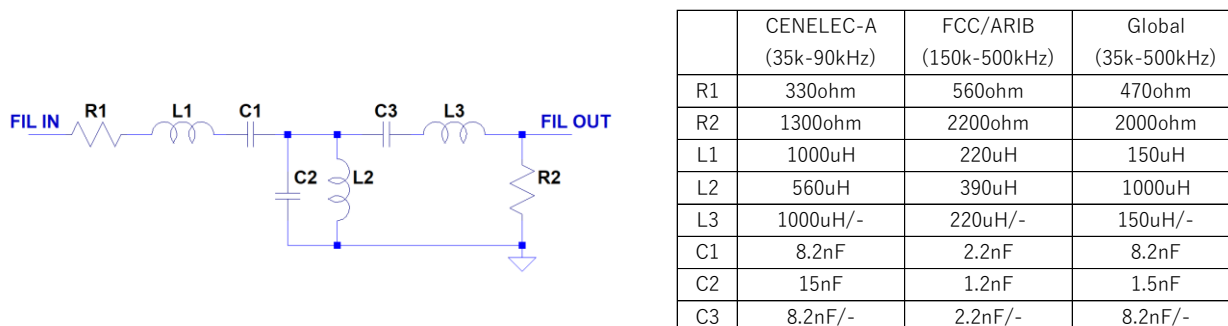 FIL IN
R1
L1
C1
C3
L3
FIL OUT
C2
L2
R2
CENELEC-A FCC/ARIB Global
(35k-90kHz) (150k-500kHz) (35k-500kHz)
R1 330ohm 560ohm 470ohm
R2 1300ohm 2200ohm 2000ohm
L1 1000uH 220uH 150uH
L2 560uH 390uH 1000uH
L3 1000uH/- 220uH/- 150uH/-
C1 8.2nF 2.2nF 8.2nF
C2 15nF 1.2nF 1.5nF
C3 8.2nF/- 2.2nF/- 8.2nF/-